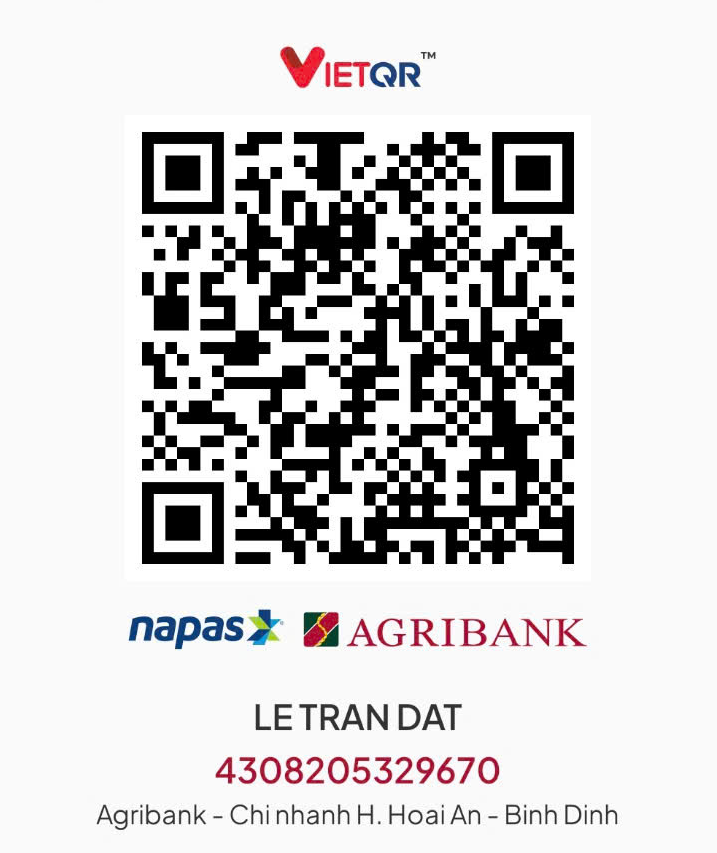 VIETQR™
napas AGRIBANK
LE TRAN DAT
4308205329670
Agribank - Chi nhanh H. Hoai An - Binh Dinh